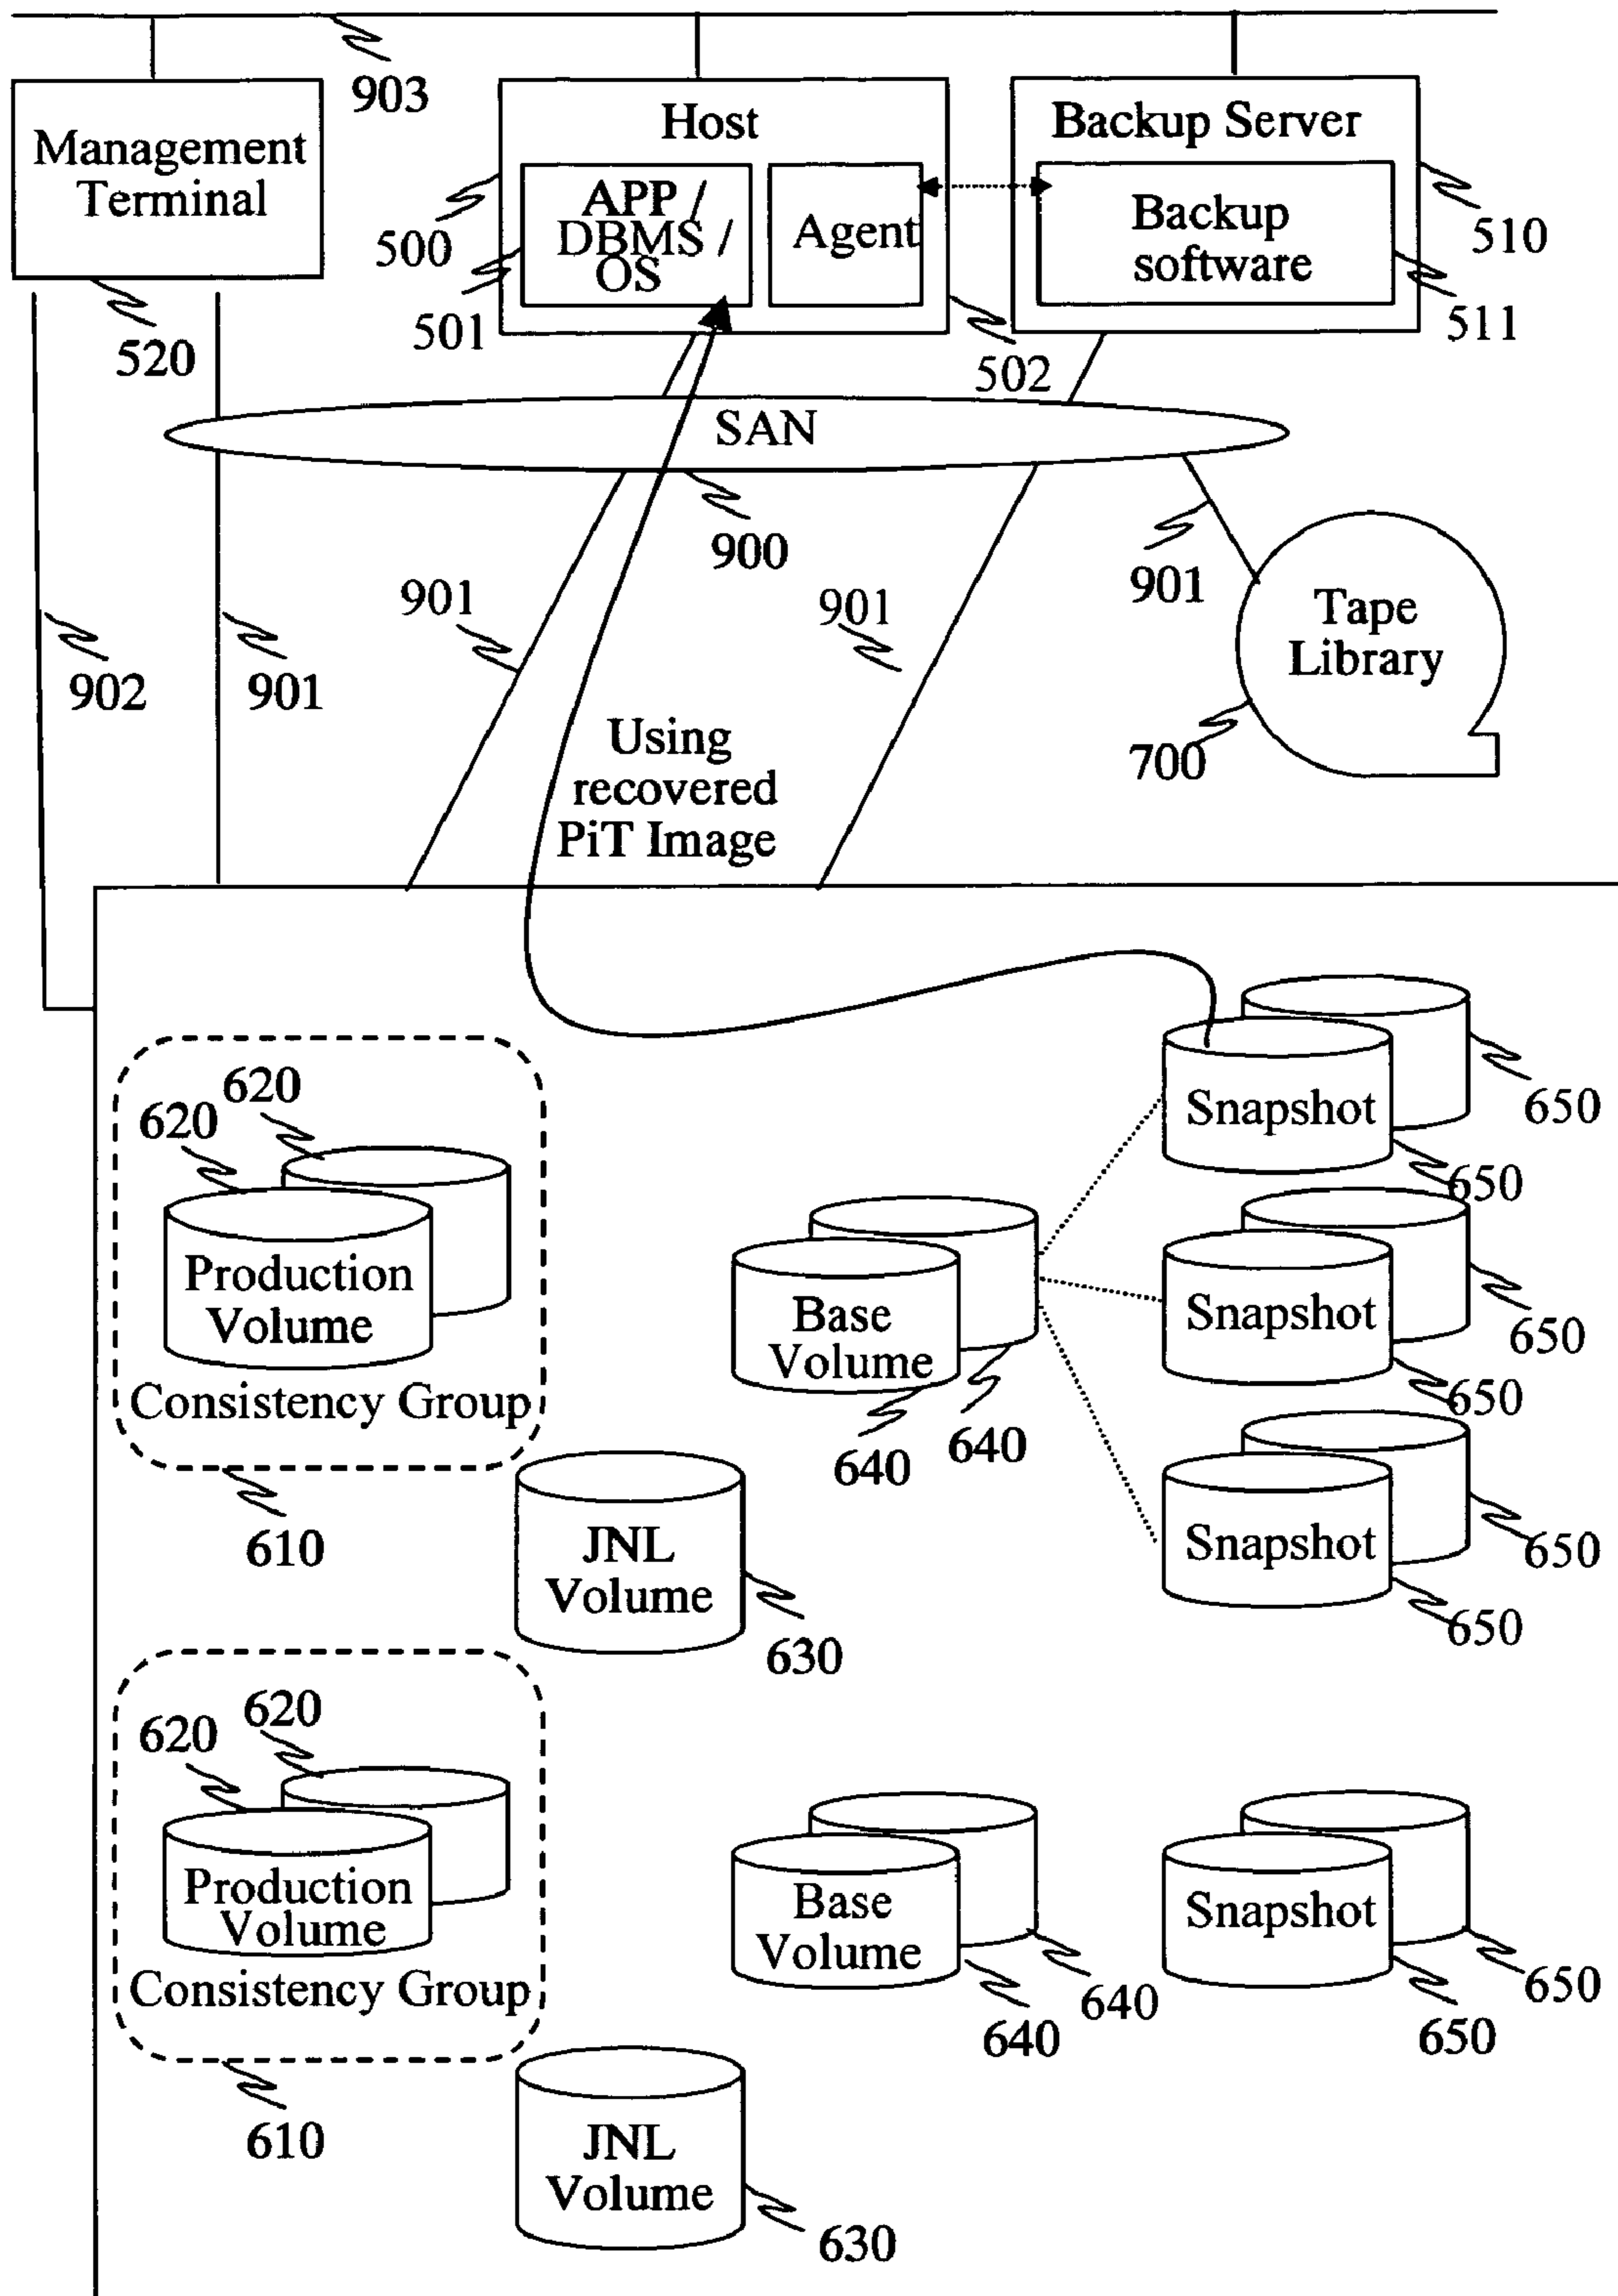 903
Management
Terminal
520
Host
500
APP /
DBMS /
OS
501
Agent
502
Backup Server
Backup
software
510
511
SAN
900
902
901
901
901
901
Tape
Library
700
Using
recovered
PiT Image
620
620
Production
Volume
Consistency Group
610
JNL
Volume
630
Base
Volume
640
640
Snapshot
650
650
Snapshot
650
650
Snapshot
650
650
620
620
Production
Volume
Consistency Group
610
JNL
Volume
630
Base
Volume
640
640
Snapshot
650
650